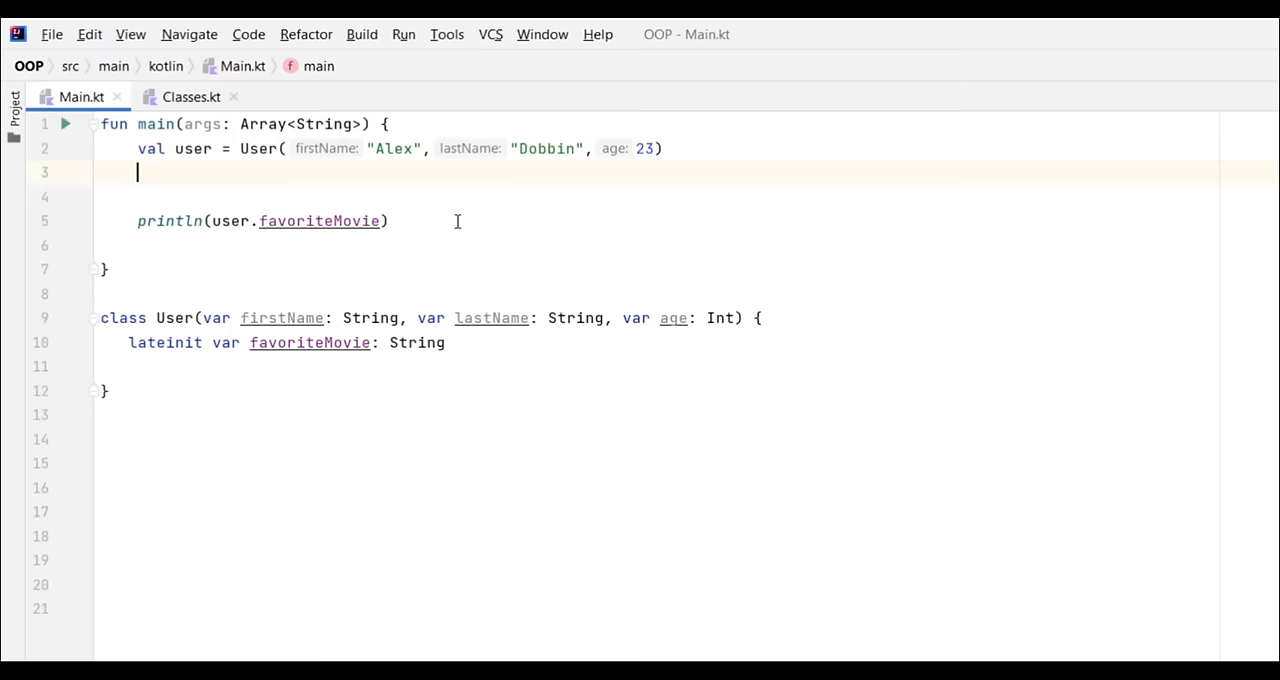 File Edit View Navigate Code Refactor Build Run Tools VCS Window Help OOP - Main.kt
OOP src main kotlin Main.kt main
Project
Main.kt Classes.kt
1 fun main(args: Array<String>) {
2 val user = User( firstName: "Alex", lastName: "Dobbin", age: 23)
3
4
5 println(user.favoriteMovie)
6
7 }
8
9 class User(var firstName: String, var lastName: String, var age: Int) {
10 lateinit var favoriteMovie: String
11
12 }
13
14
15
16
17
18
19
20
21